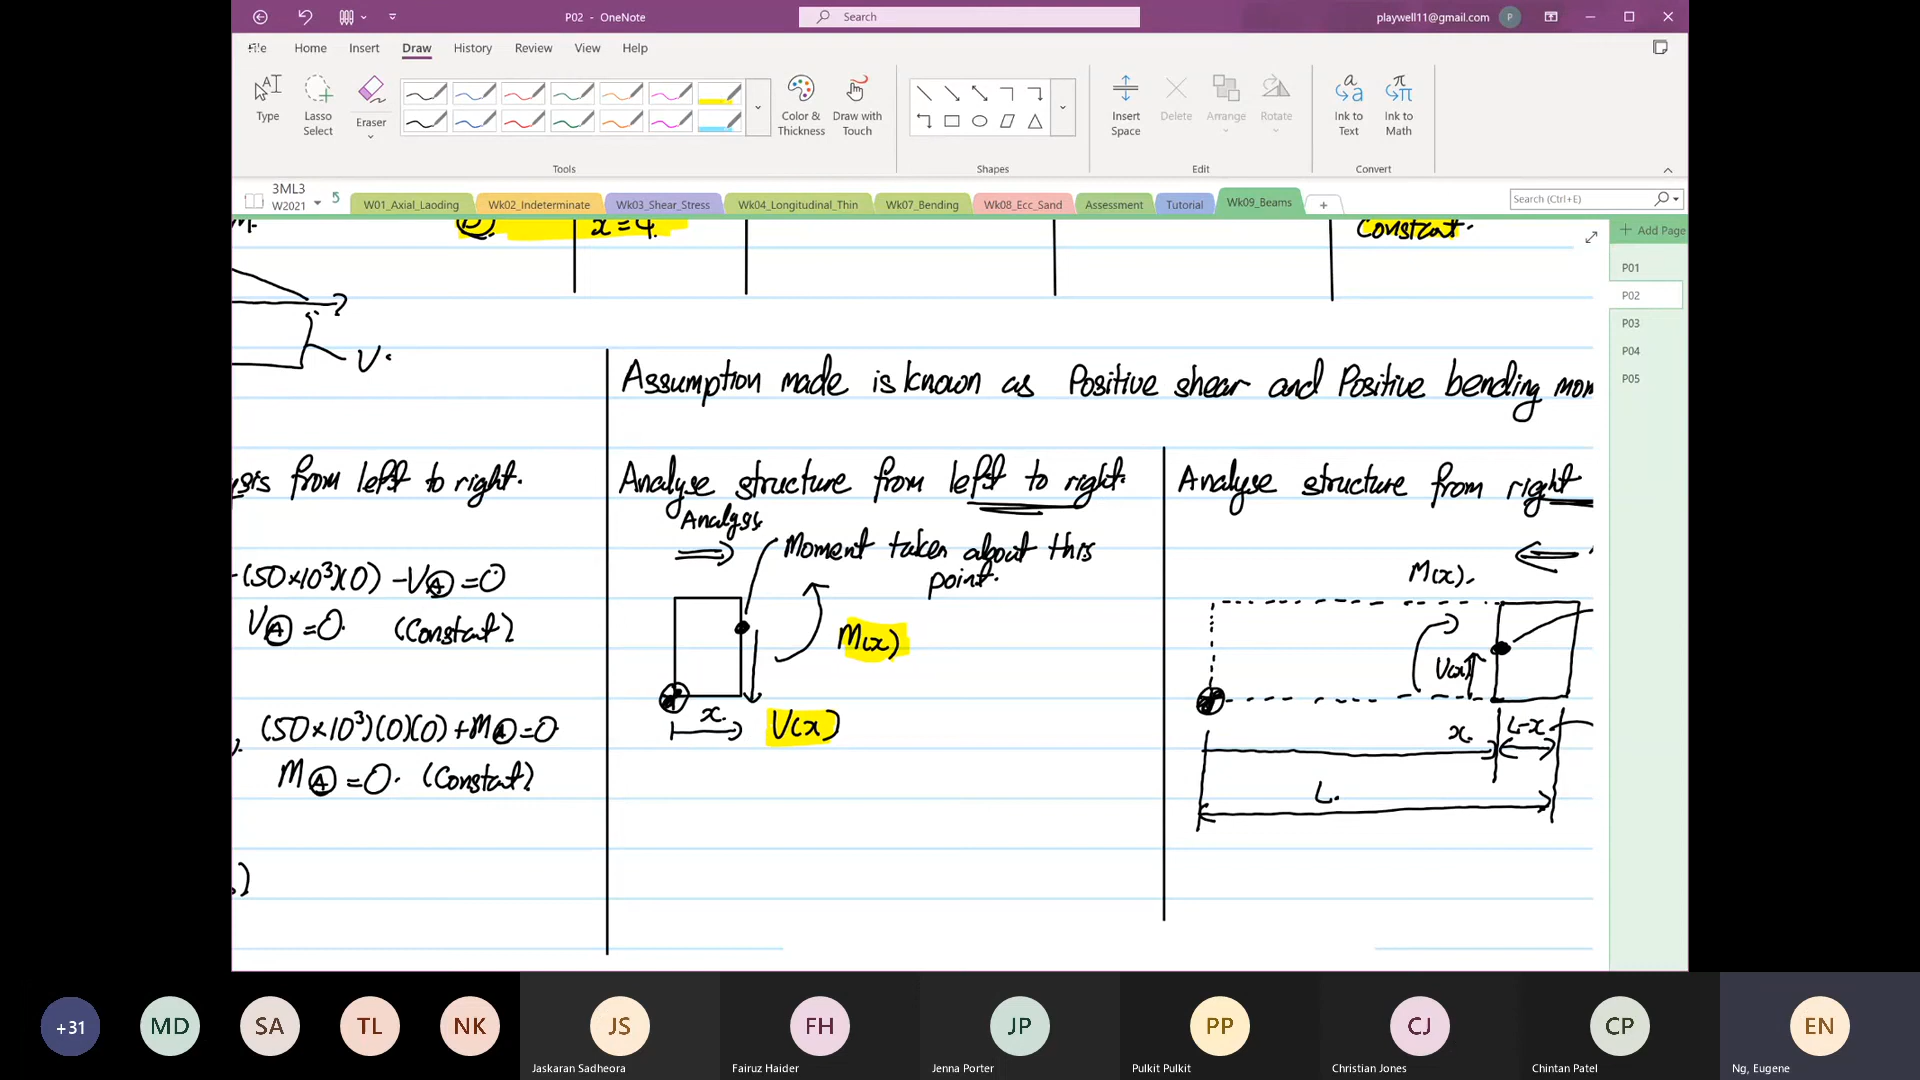 P02 - OneNote
Search
playwell11@gmail.com
P
File
Home
Insert
Draw
History
Review
View
Help
Type
Lasso
Select
Eraser
Color &
Thickness
Draw with
Touch
Insert
Space
Delete
Arrange
Rotate
Ink to
Text
Ink to
Math
Tools
Shapes
Edit
Convert
3ML3
W2021
W01_Axial_Laoding
Wk02_Indeterminate
Wk03_Shear_Stress
Wk04_Longitudinal_Thin
Wk07_Bending
Wk08_Ecc_Sand
Assessment
Tutorial
Wk09_Beams
Search (Ctrl+E)
Add Page
P01
P02
P03
P04
P05
x=4.
Constant.
V.
Assumption made is known as Positive shear and Positive bending mom
sis from left to right.
Analyse structure from left to right.
Analyse structure from right
Analysis
Moment taken about this
point.
M(x).
-(50×10³)(0) -VⒶ=0
VⒶ=0. (Constant)
M(x)
V(x)
x.
V(x)
x.
L-x.
L.
(50×10³)(0)(0)+MⒶ=0
MⒶ=0. (Constant)
+31
MD
SA
TL
NK
JS
Jaskaran Sadheora
FH
Fairuz Haider
JP
Jenna Porter
PP
Pulkit Pulkit
CJ
Christian Jones
CP
Chintan Patel
EN
Ng, Eugene